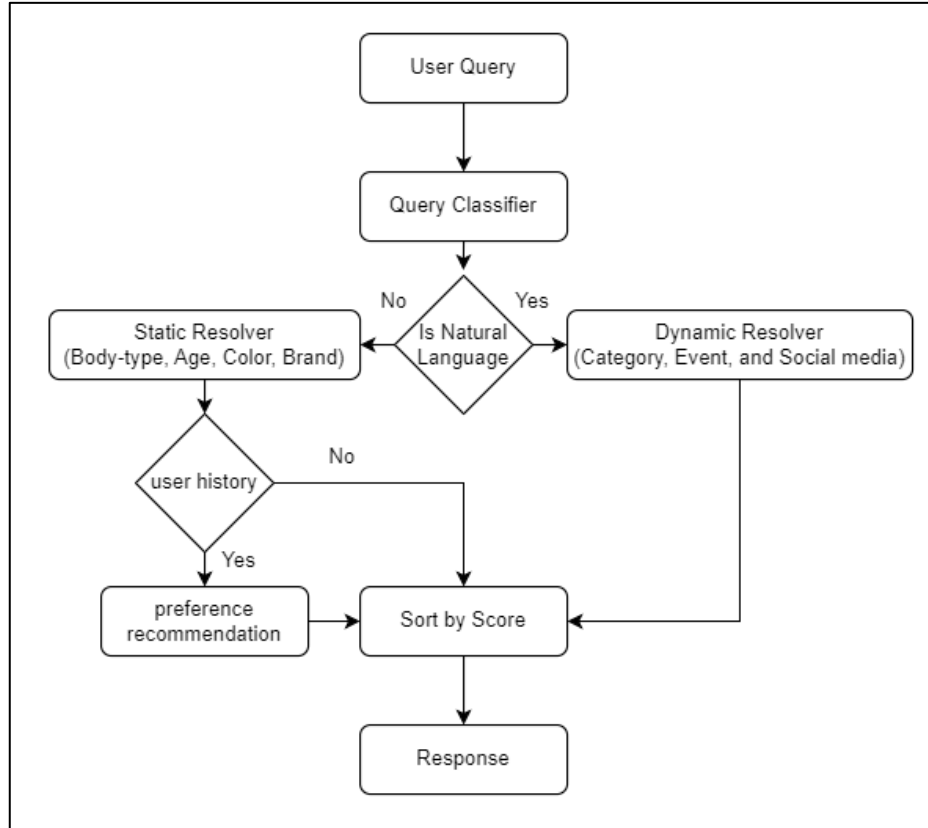 User Query
Query Classifier
No
Yes
Is Natural
Language
Static Resolver
(Body-type, Age, Color, Brand)
Dynamic Resolver
(Category, Event, and Social media)
user history
No
Yes
preference
recommendation
Sort by Score
Response